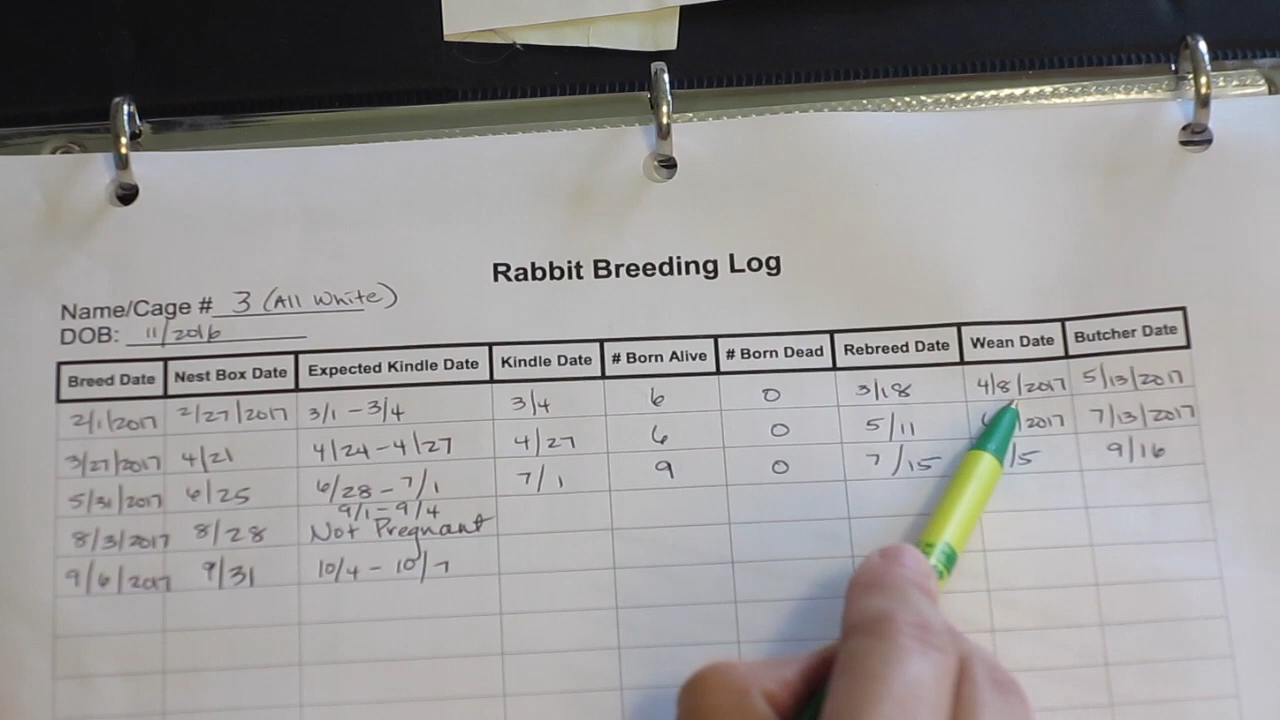 Rabbit Breeding Log
Name/Cage # 3 (All White)
DOB: 11/2016
Breed Date Nest Box Date Expected Kindle Date Kindle Date # Born Alive # Born Dead Rebreed Date Wean Date Butcher Date
2/1/2017 2/27/2017 3/1 - 3/4 3/4 6 0 3/18 4/8/2017 5/13/2017
3/27/2017 4/21 4/24 - 4/27 4/27 6 0 5/11 /2017 7/13/2017
5/31/2017 6/25 6/28 - 7/1 7/1 9 0 7/15 /5 9/16
9/1 - 9/4
8/3/2017 8/28 Not Pregnant
9/6/2017 9/31 10/4 - 10/7